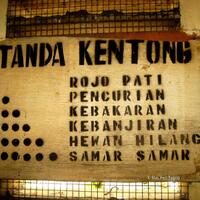 TANDA KENTONG
ROJO PATI
PENCURIAN
KEBAKARAN
KEBANJIRAN
HEWAN HILANG
SAMAR SAMAR